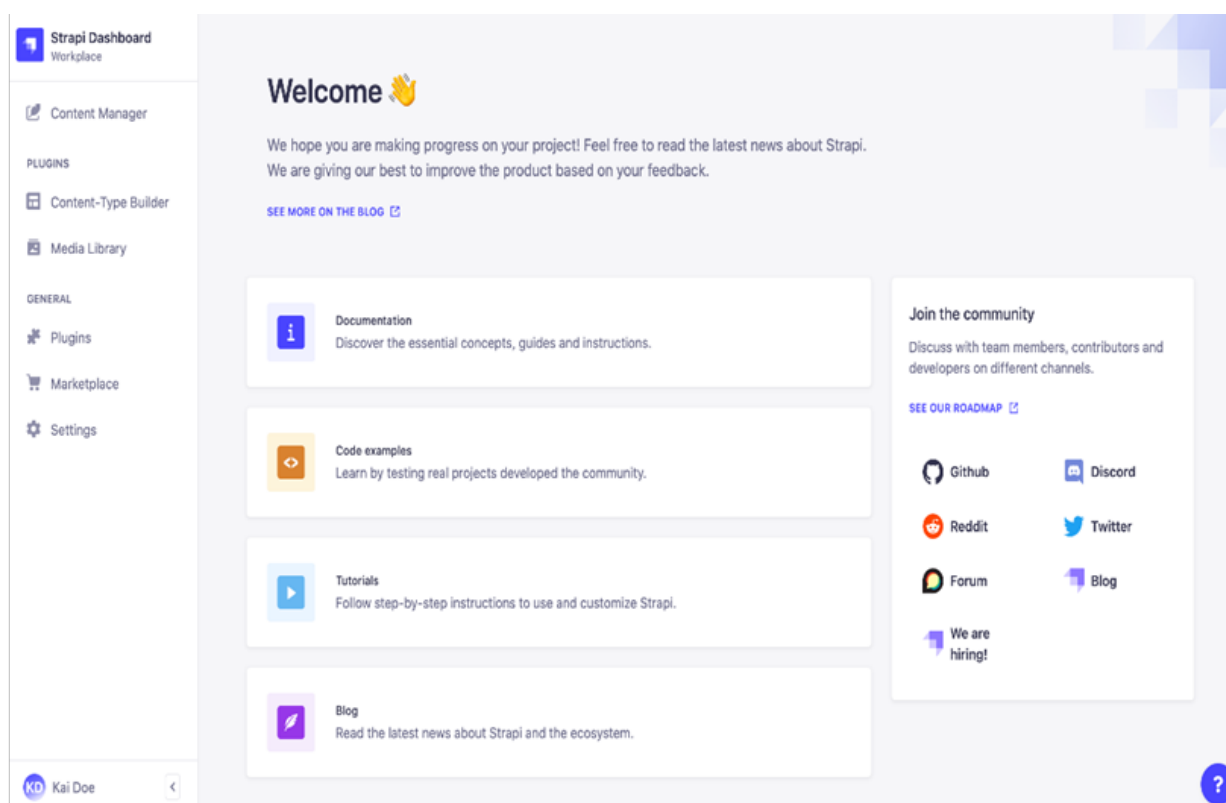 Strapi Dashboard
Workplace
Content Manager
PLUGINS
Content-Type Builder
Media Library
GENERAL
Plugins
Marketplace
Settings
KD Kai Doe
Welcome 👋
We hope you are making progress on your project! Feel free to read the latest news about Strapi.
We are giving our best to improve the product based on your feedback.
SEE MORE ON THE BLOG
Documentation
Discover the essential concepts, guides and instructions.
Code examples
Learn by testing real projects developed the community.
Tutorials
Follow step-by-step instructions to use and customize Strapi.
Blog
Read the latest news about Strapi and the ecosystem.
Join the community
Discuss with team members, contributors and
developers on different channels.
SEE OUR ROADMAP
Github
Discord
Reddit
Twitter
Forum
Blog
We are
hiring!
?